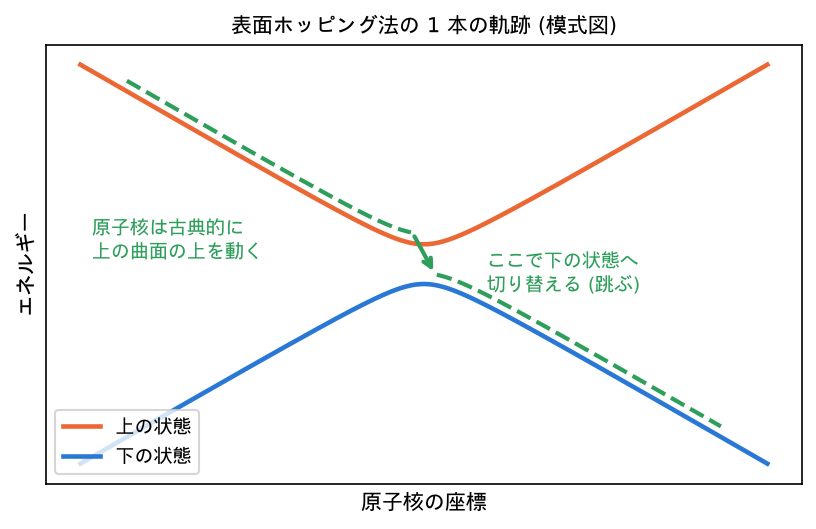 表面ホッピング法の 1 本の軌跡 (模式図)
エネルギー
原子核は古典的に
上の曲面の上を動く
ここで下の状態へ
切り替える (跳ぶ)
上の状態
下の状態
原子核の座標